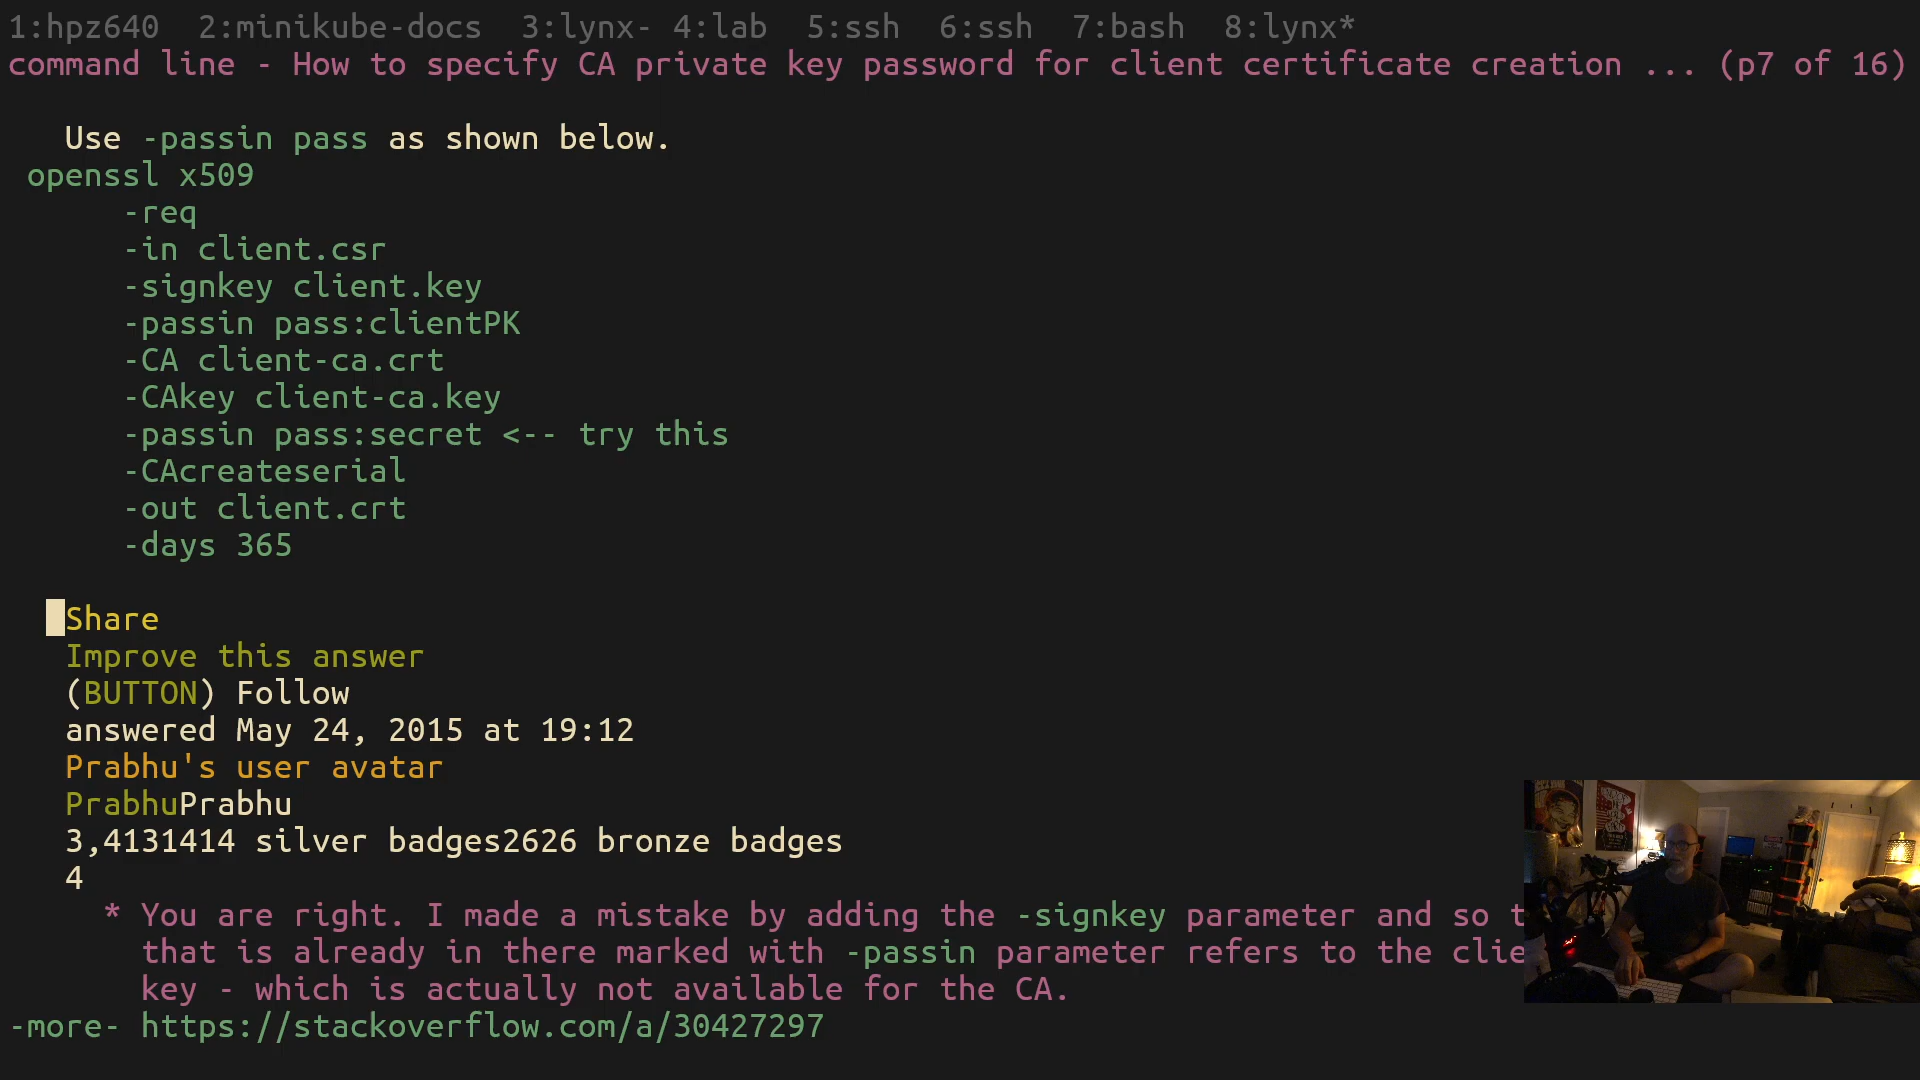 1:hpz640  2:minikube-docs  3:lynx- 4:lab  5:ssh  6:ssh  7:bash  8:lynx*
command line - How to specify CA private key password for client certificate creation ... (p7 of 16)
Use -passin pass as shown below.
openssl x509
-req
-in client.csr
-signkey client.key
-passin pass:clientPK
-CA client-ca.crt
-CAkey client-ca.key
-passin pass:secret <-- try this
-CAcreateserial
-out client.crt
-days 365
Share
Improve this answer
(BUTTON) Follow
answered May 24, 2015 at 19:12
Prabhu's user avatar
PrabhuPrabhu
3,4131414 silver badges2626 bronze badges
4
* You are right. I made a mistake by adding the -signkey parameter and so
that is already in there marked with -passin parameter refers to the
key - which is actually not available for the CA.
-more- https://stackoverflow.com/a/30427297